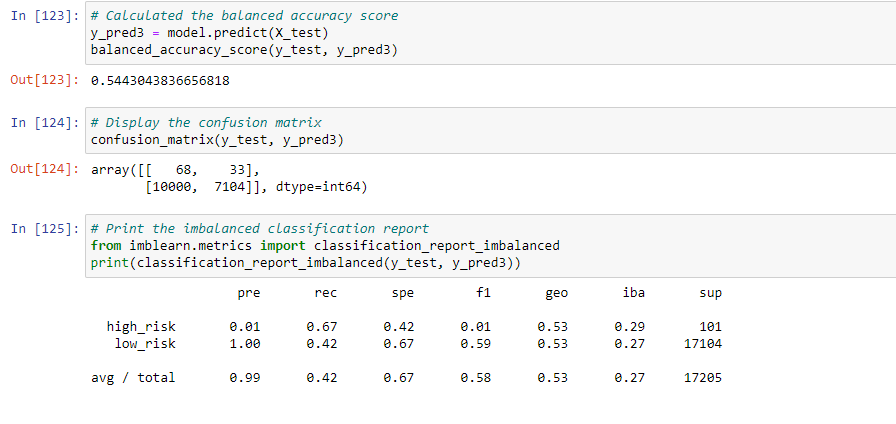 In [123]: # Calculated the balanced accuracy score
y_pred3 = model.predict(X_test)
balanced_accuracy_score(y_test, y_pred3)
Out[123]: 0.5443043836656818
In [124]: # Display the confusion matrix
confusion_matrix(y_test, y_pred3)
Out[124]: array([[   68,    33],
       [10000,  7104]], dtype=int64)
In [125]: # Print the imbalanced classification report
from imblearn.metrics import classification_report_imbalanced
print(classification_report_imbalanced(y_test, y_pred3))
pre rec spe f1 geo iba sup
high_risk 0.01 0.67 0.42 0.01 0.53 0.29 101
low_risk 1.00 0.42 0.67 0.59 0.53 0.27 17104
avg / total 0.99 0.42 0.67 0.58 0.53 0.27 17205